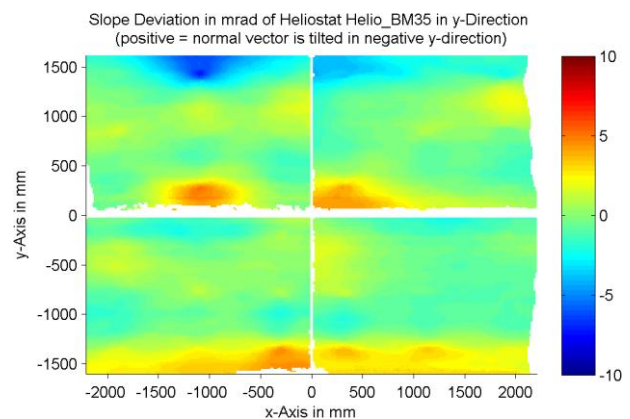 Slope Deviation in mrad of Heliostat Helio_BM35 in y-Direction
(positive = normal vector is tilted in negative y-direction)
y-Axis in mm
1500
1000
500
0
-500
-1000
-1500
-2000 -1500 -1000 -500 0 500 1000 1500 2000
x-Axis in mm
10
5
0
-5
-10